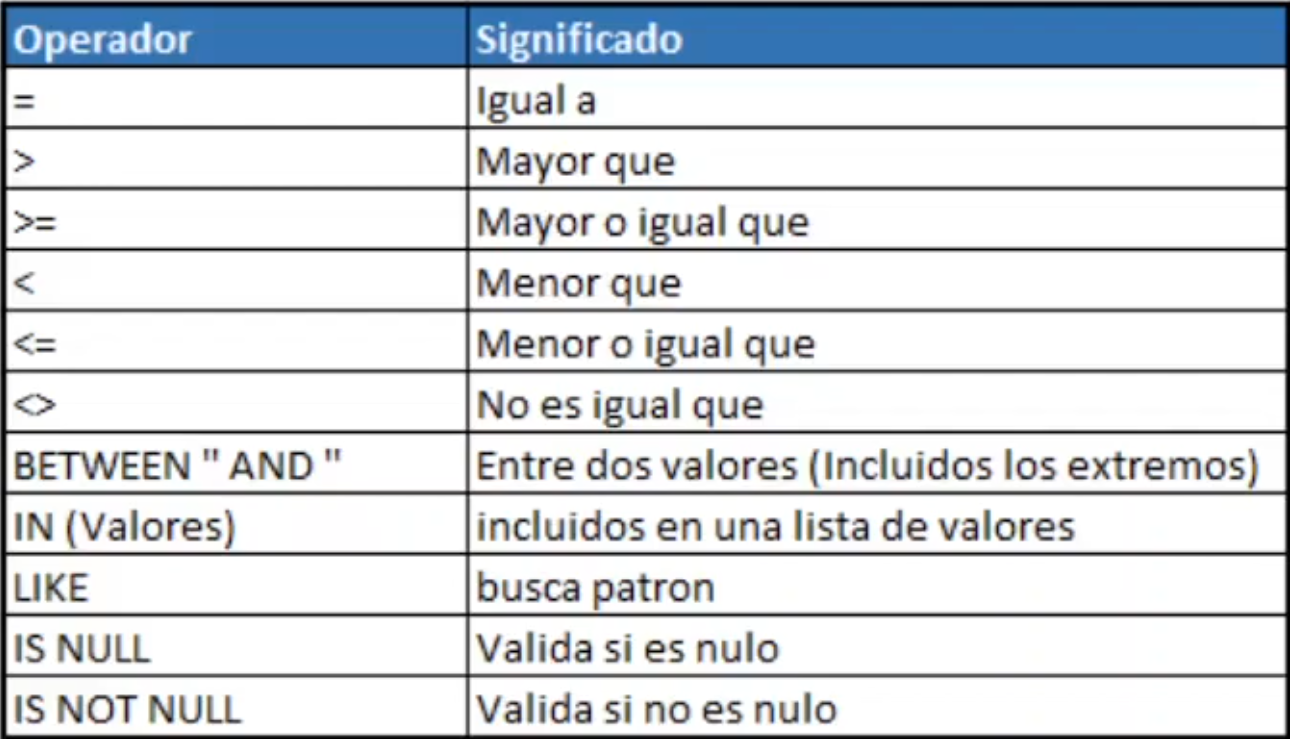 Operador Significado
= Igual a
> Mayor que
>= Mayor o igual que
< Menor que
<= Menor o igual que
<> No es igual que
BETWEEN " AND " Entre dos valores (Incluidos los extremos)
IN (Valores) incluidos en una lista de valores
LIKE busca patron
IS NULL Valida si es nulo
IS NOT NULL Valida si no es nulo